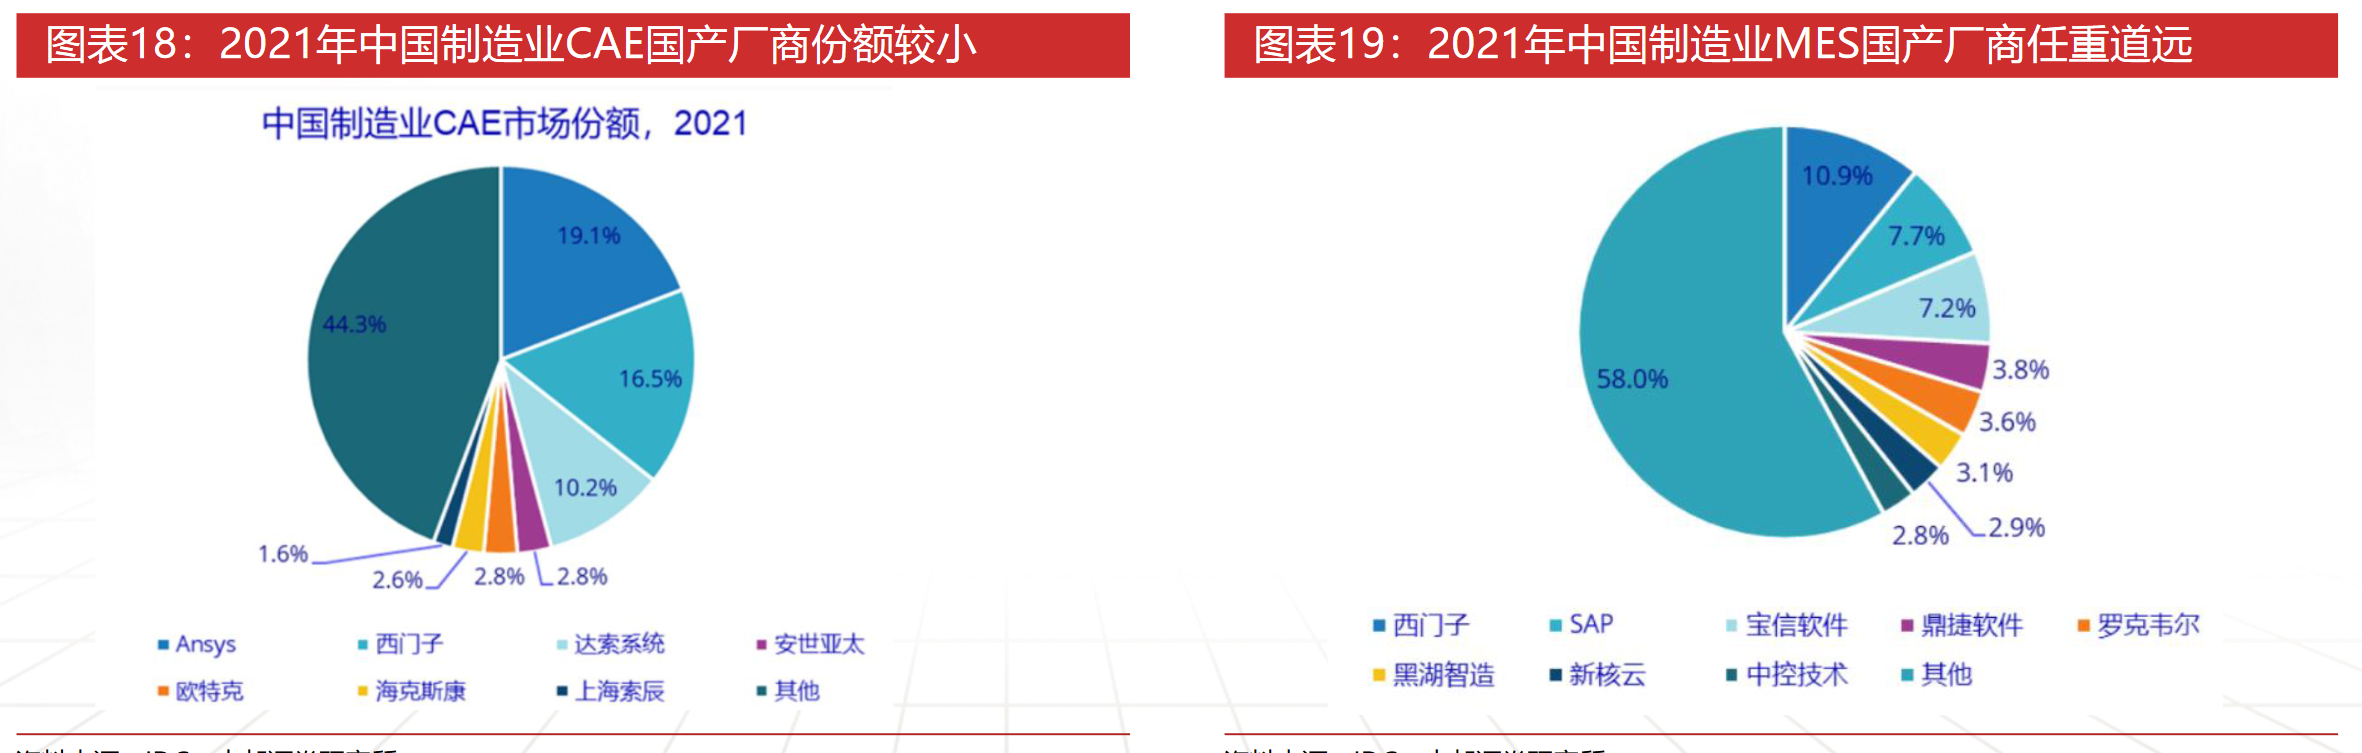 图表18：2021年中国制造业CAE国产厂商份额较小
中国制造业CAE市场份额，2021
19.1%
44.3%
16.5%
10.2%
1.6%
2.6%
2.8%
2.8%
Ansys 西门子 达索系统 安世亚太
欧特克 海克斯康 上海索辰 其他
图表19：2021年中国制造业MES国产厂商任重道远
10.9%
7.7%
7.2%
3.8%
58.0%
3.6%
3.1%
2.9%
2.8%
西门子 SAP 宝信软件 鼎捷软件 罗克韦尔
黑湖智造 新核云 中控技术 其他